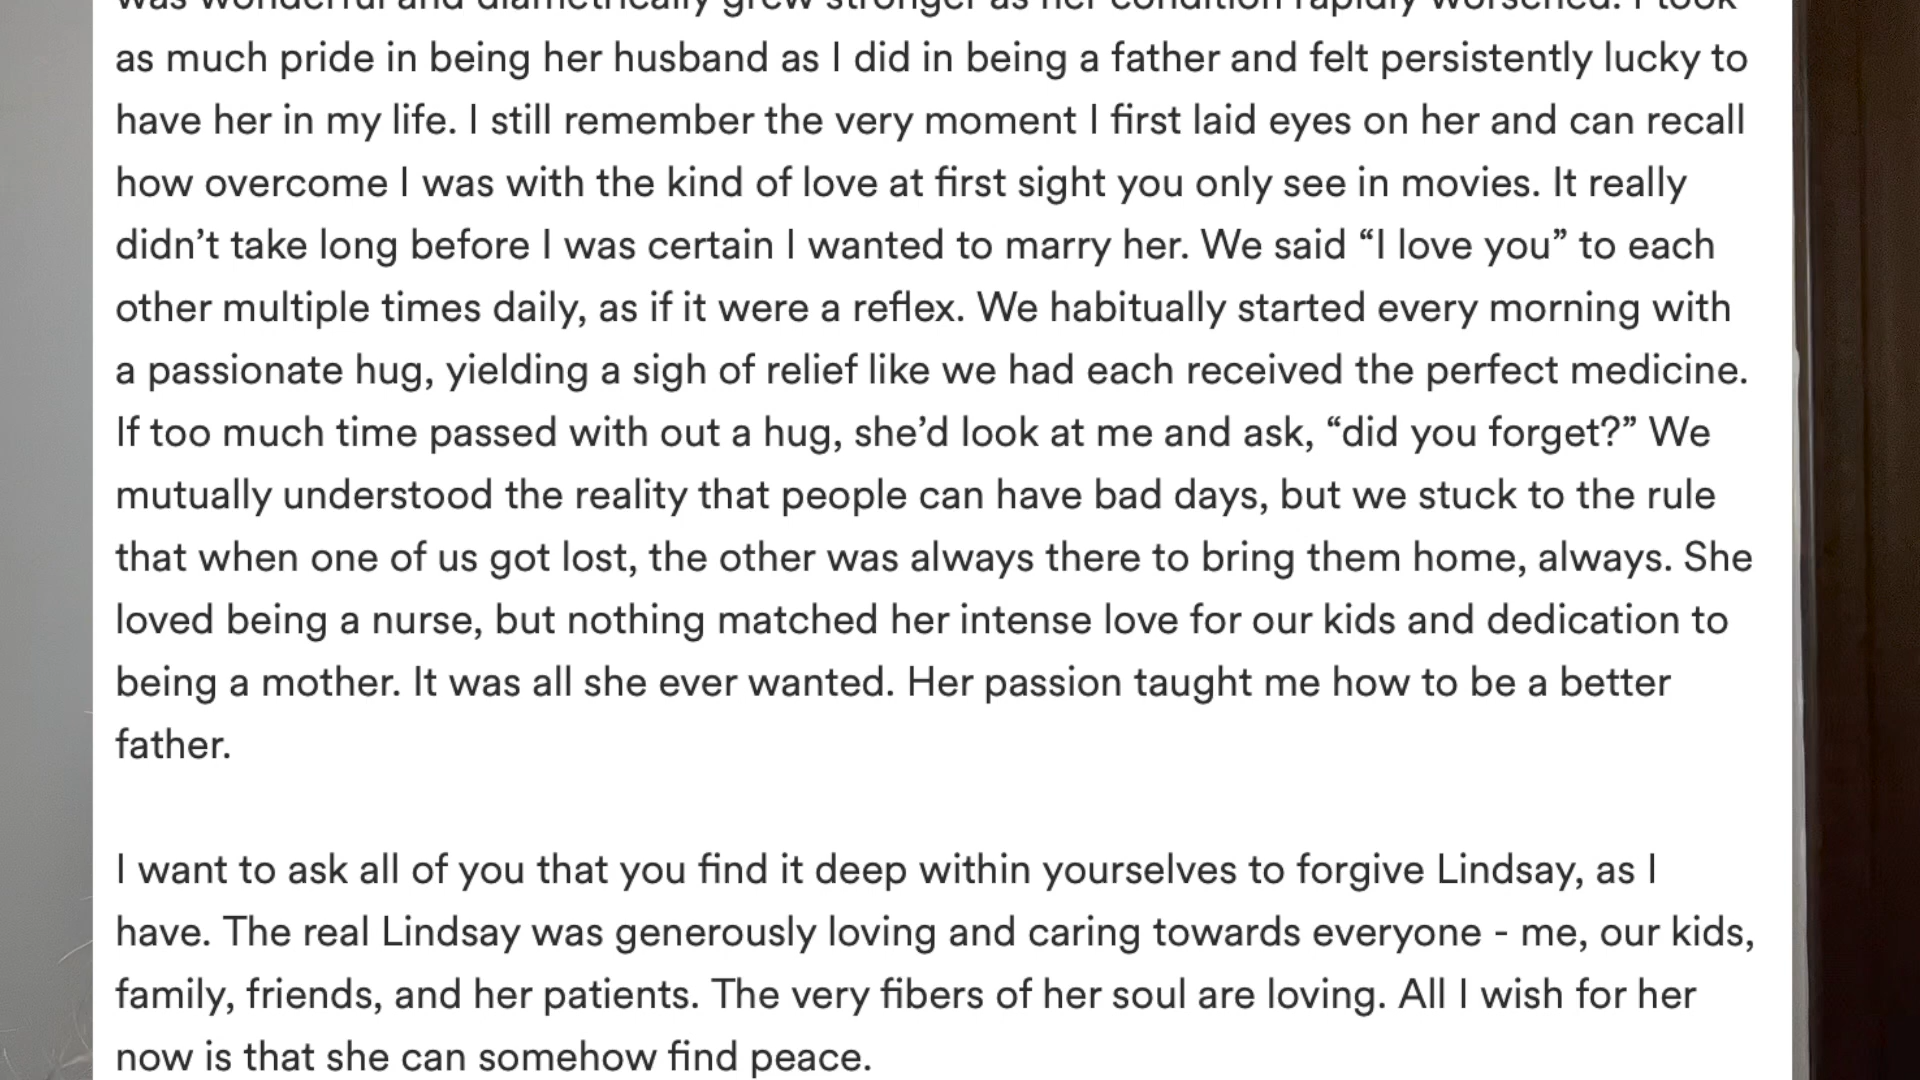 was wonderful and diametrically grew stronger as her condition rapidly worsened. I took
as much pride in being her husband as I did in being a father and felt persistently lucky to
have her in my life. I still remember the very moment I first laid eyes on her and can recall
how overcome I was with the kind of love at first sight you only see in movies. It really
didn’t take long before I was certain I wanted to marry her. We said “I love you” to each
other multiple times daily, as if it were a reflex. We habitually started every morning with
a passionate hug, yielding a sigh of relief like we had each received the perfect medicine.
If too much time passed with out a hug, she’d look at me and ask, “did you forget?” We
mutually understood the reality that people can have bad days, but we stuck to the rule
that when one of us got lost, the other was always there to bring them home, always. She
loved being a nurse, but nothing matched her intense love for our kids and dedication to
being a mother. It was all she ever wanted. Her passion taught me how to be a better
father.
I want to ask all of you that you find it deep within yourselves to forgive Lindsay, as I
have. The real Lindsay was generously loving and caring towards everyone - me, our kids,
family, friends, and her patients. The very fibers of her soul are loving. All I wish for her
now is that she can somehow find peace.